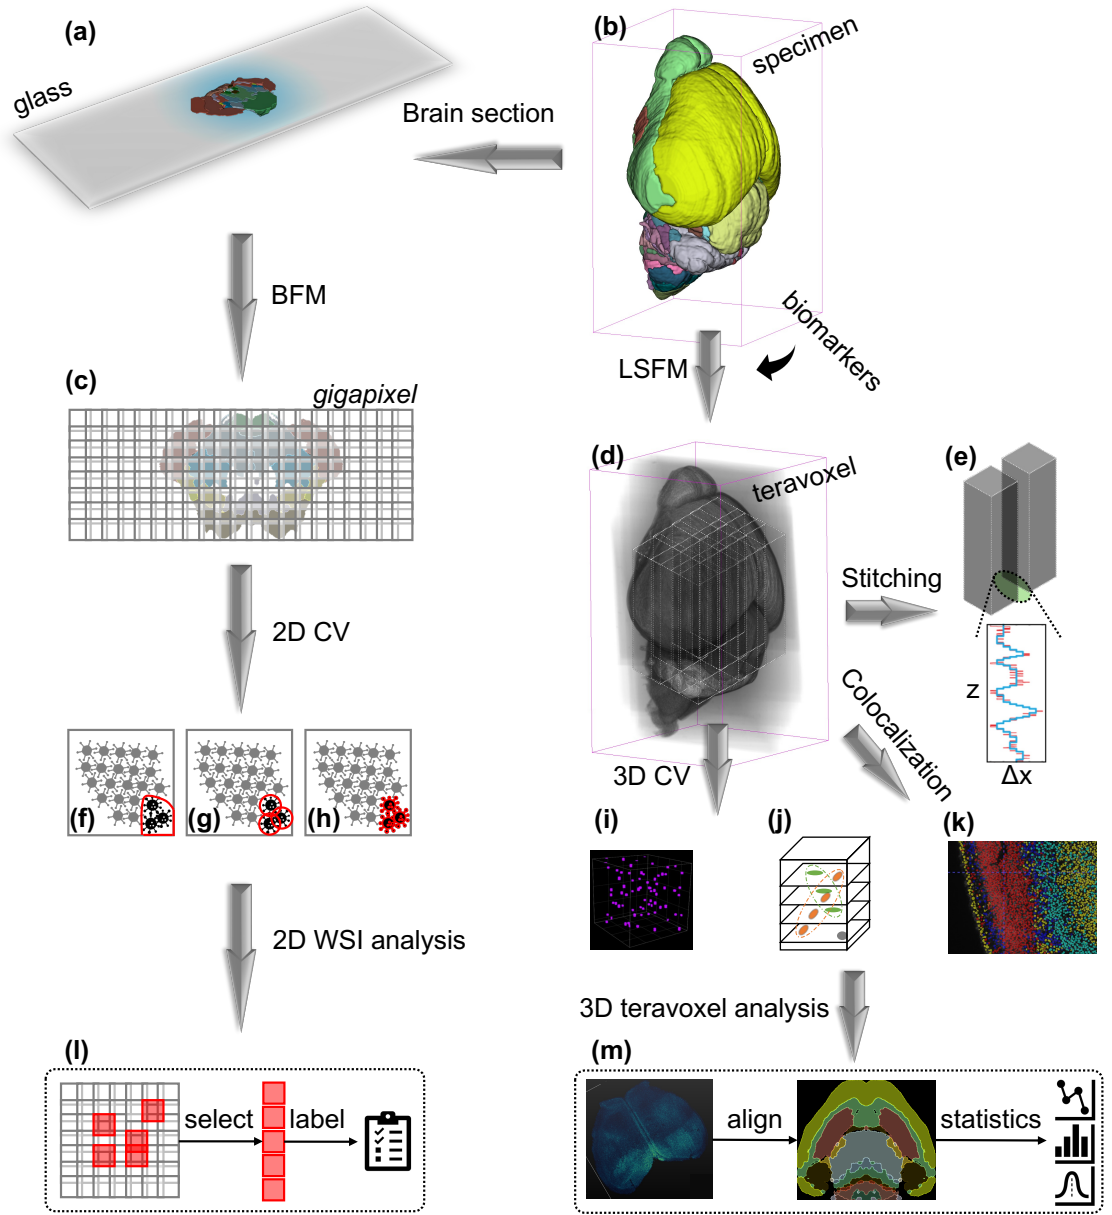 (a)
glass
Brain section
(b)
specimen
BFM
biomarkers
LSFM
(c)
gigapixel
(d)
teravoxel
(e)
Stitching
z
Δx
2D CV
Colocalization
3D CV
(f)
(g)
(h)
(i)
(j)
(k)
2D WSI analysis
3D teravoxel analysis
(l)
select
label
(m)
align
statistics